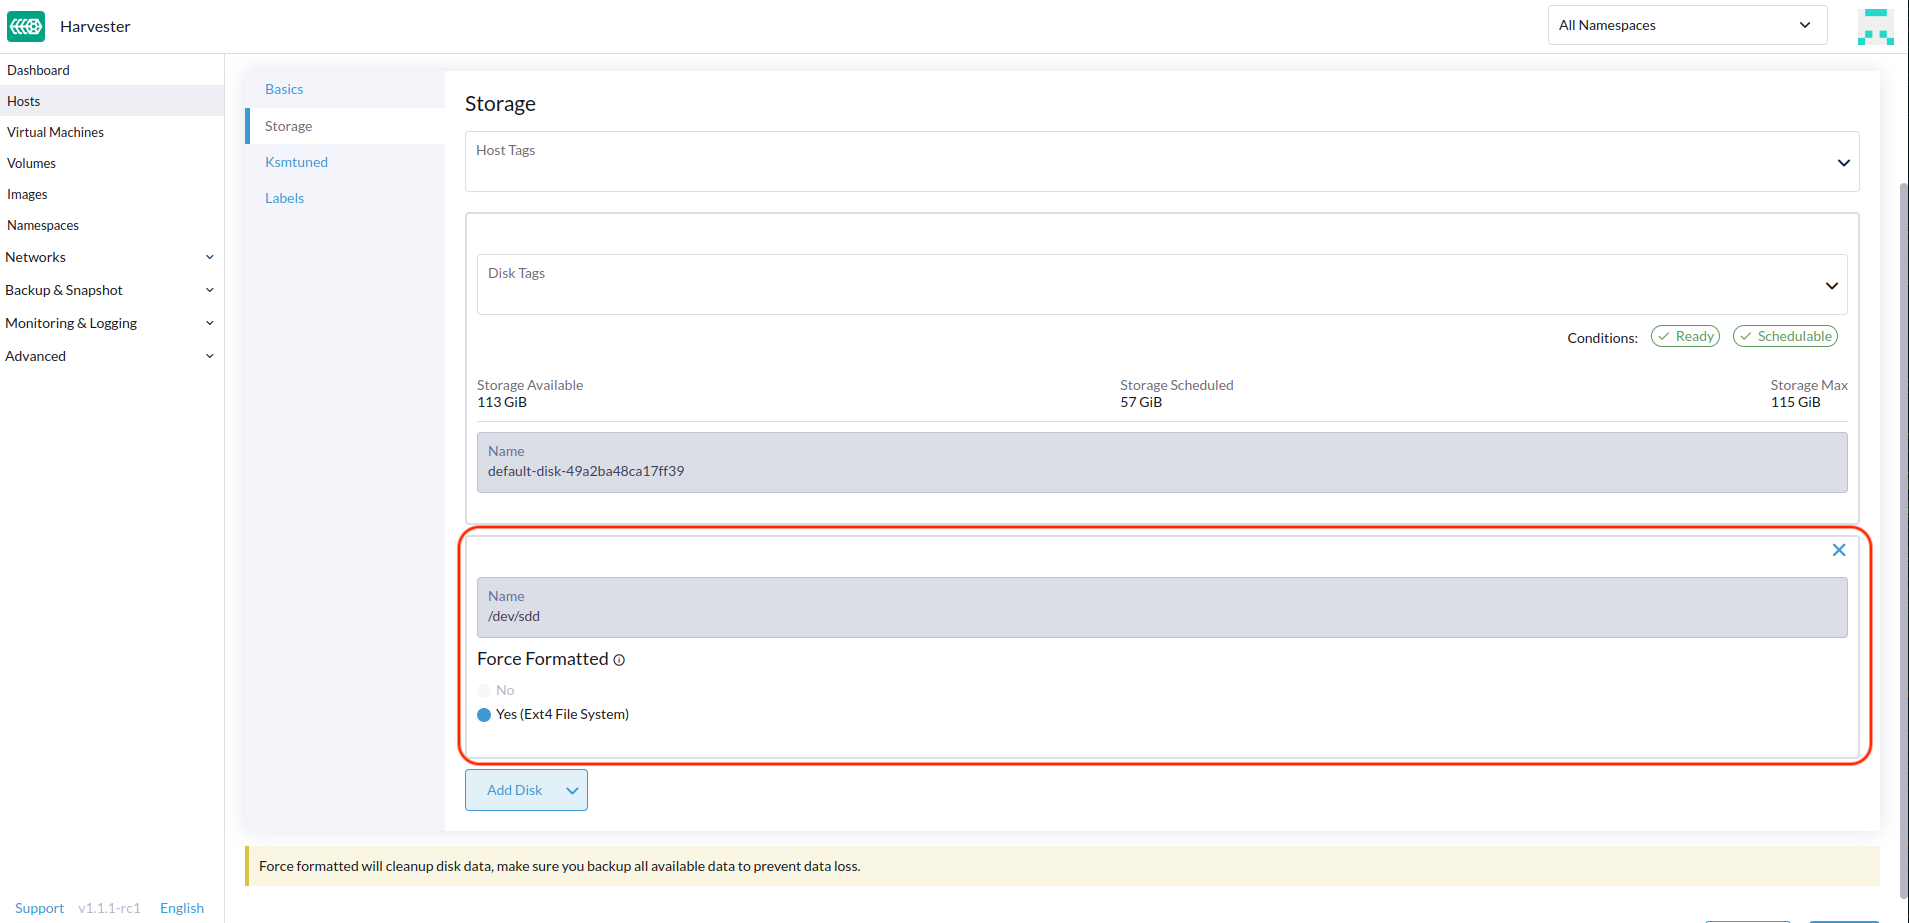 Harvester
All Namespaces
Dashboard
Hosts
Virtual Machines
Volumes
Images
Namespaces
Networks
Backup & Snapshot
Monitoring & Logging
Advanced
Support v1.1.1-rc1 English
Basics
Storage
Ksmtuned
Labels
Storage
Host Tags
Disk Tags
Conditions: Ready Schedulable
Storage Available Storage Scheduled Storage Max
113 GiB 57 GiB 115 GiB
Name
default-disk-49a2ba48ca17ff39
Name
/dev/sdd
Force Formatted
No
Yes (Ext4 File System)
Add Disk
Force formatted will cleanup disk data, make sure you backup all available data to prevent data loss.